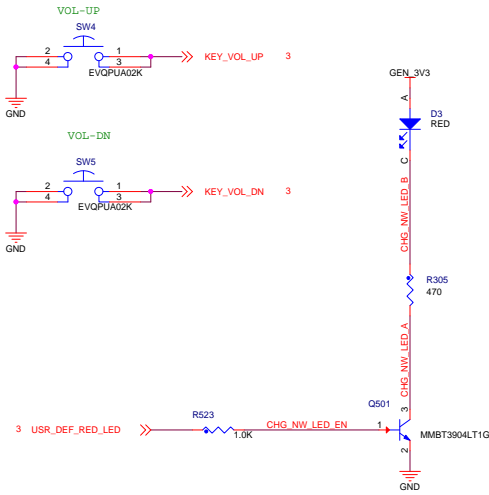 VOL-UP
SW4
2
1
4
3
EVQPUA02K
KEY_VOL_UP
3
GND
VOL-DN
SW5
2
1
4
3
EVQPUA02K
KEY_VOL_DN
3
GND
GEN_3V3
A
D3
RED
C
CHG_NW_LED_B
R305
470
CHG_NW_LED_A
3 USR_DEF_RED_LED
R523
1.0K
CHG_NW_LED_EN
Q501
1
3
2
MMBT3904LT1G
GND